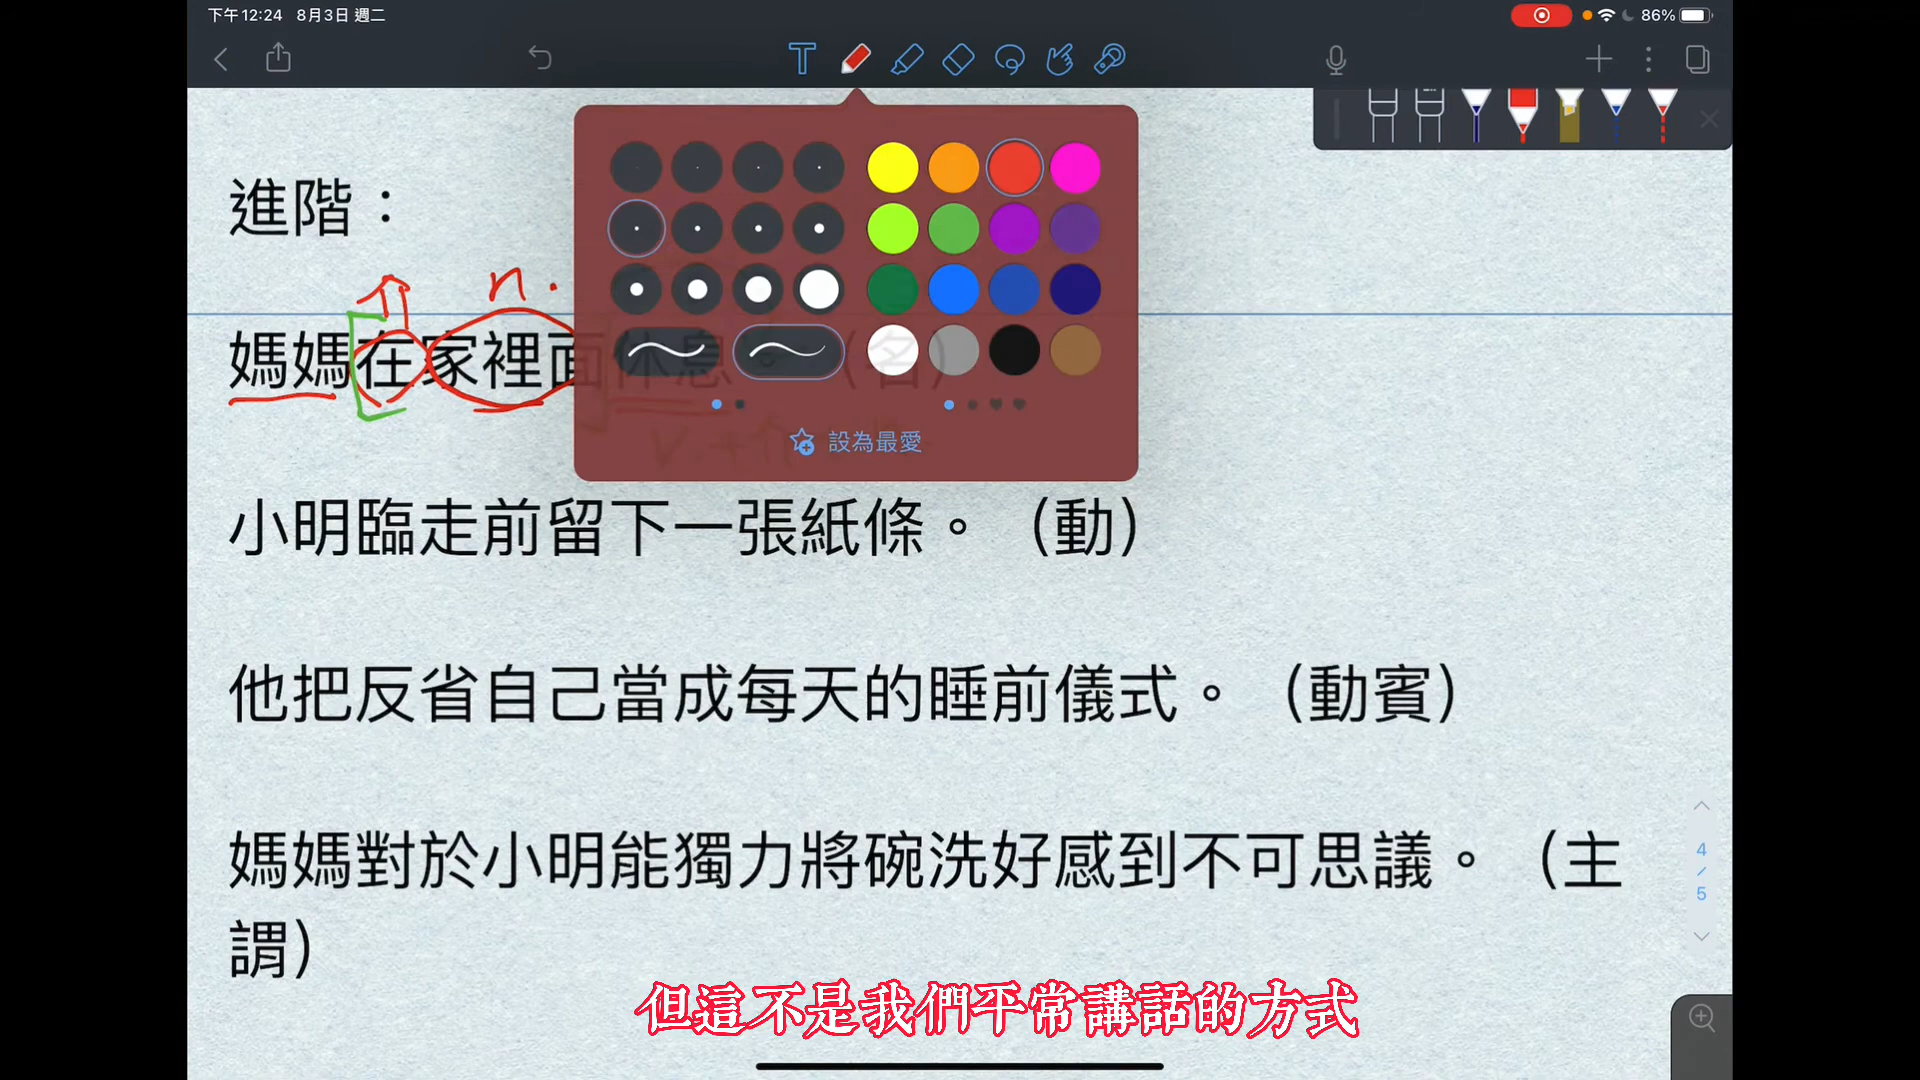 下午12:24 8月3日 週二
86%
T
進階：
n.
媽媽在家裡面休息。（名）
設為最愛
小明臨走前留下一張紙條。（動）
他把反省自己當成每天的睡前儀式。（動賓）
媽媽對於小明能獨力將碗洗好感到不可思議。（主
謂）
4
/
5
但這不是我們平常講話的方式